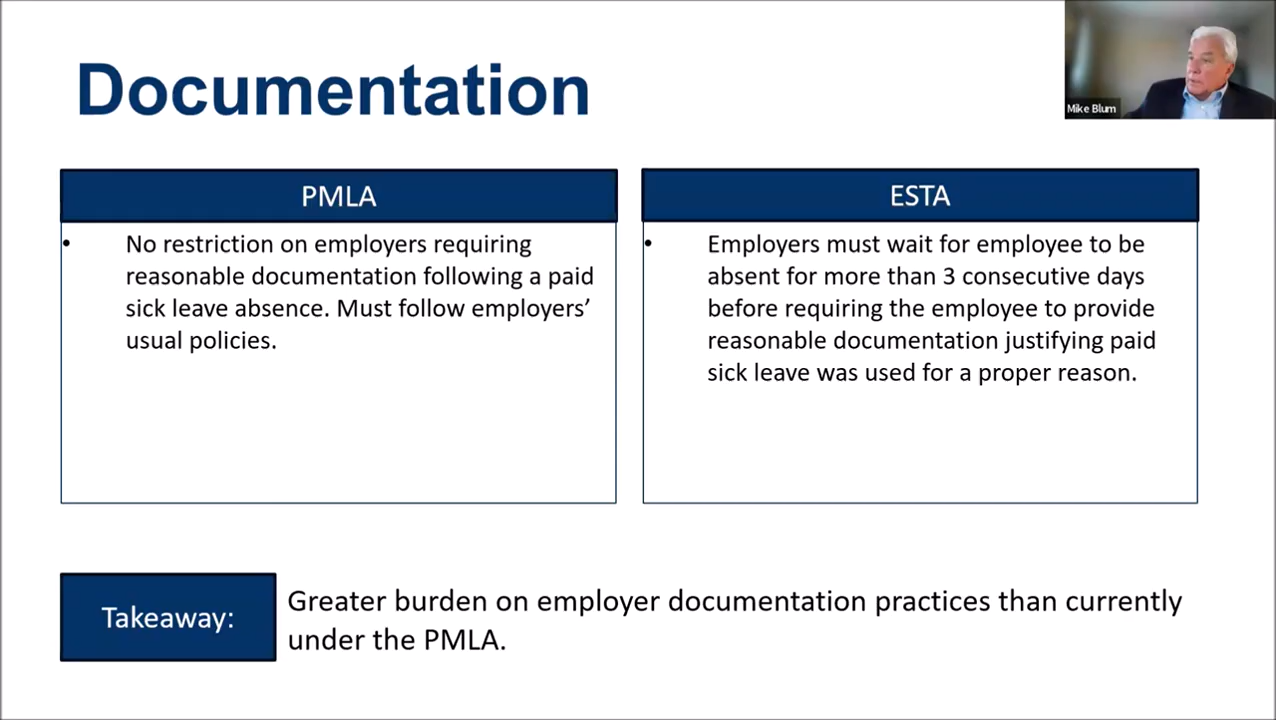 Documentation
Mike Blum
PMLA
• No restriction on employers requiring
reasonable documentation following a paid
sick leave absence. Must follow employers’
usual policies.
ESTA
• Employers must wait for employee to be
absent for more than 3 consecutive days
before requiring the employee to provide
reasonable documentation justifying paid
sick leave was used for a proper reason.
Takeaway:
Greater burden on employer documentation practices than currently
under the PMLA.